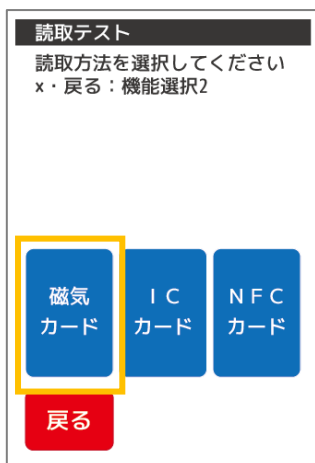 読取テスト
読取方法を選択してください
x・戻る：機能選択2
磁気
カード
ＩＣ
カード
ＮＦＣ
カード
戻る